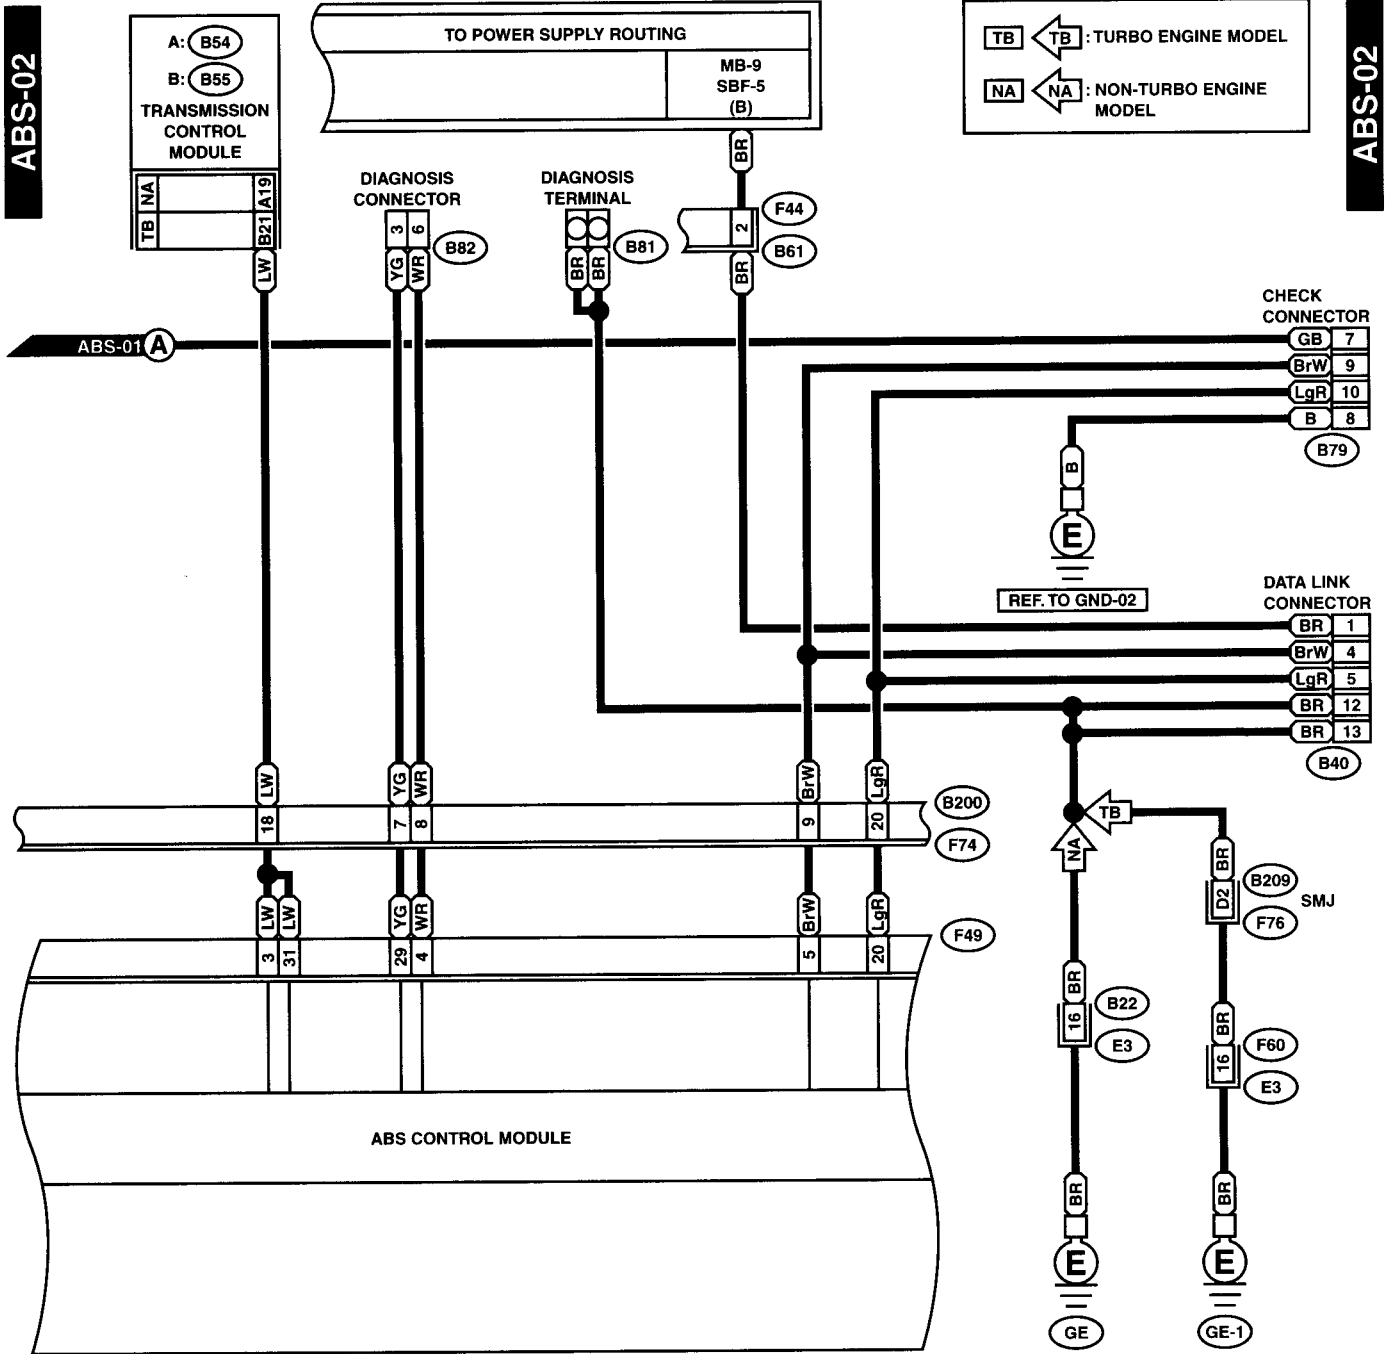 ABS-02
A: B54
B: B55
TRANSMISSION
CONTROL
MODULE
NA
A19
TB
B21
LW
TO POWER SUPPLY ROUTING
MB-9
SBF-5
(B)
BR
TB TB : TURBO ENGINE MODEL
NA NA : NON-TURBO ENGINE
MODEL
ABS-02
DIAGNOSIS
CONNECTOR
3 6
B82
YG WR
DIAGNOSIS
TERMINAL
B81
BR BR
F44
2
B61
BR
ABS-01 A
CHECK
CONNECTOR
GB 7
BrW 9
LgR 10
B 8
B79
B
E
REF. TO GND-02
DATA LINK
CONNECTOR
BR 1
BrW 4
LgR 5
BR 12
BR 13
B40
LW YG WR BrW LgR
18 7 8 9 20
B200
F74
TB
NA
BR
D2
B209
F76
SMJ
LW LW YG WR BrW LgR
3 31 29 4 5 20
F49
BR
16
B22
E3
BR
16
F60
E3
ABS CONTROL MODULE
BR BR
E E
GE GE-1